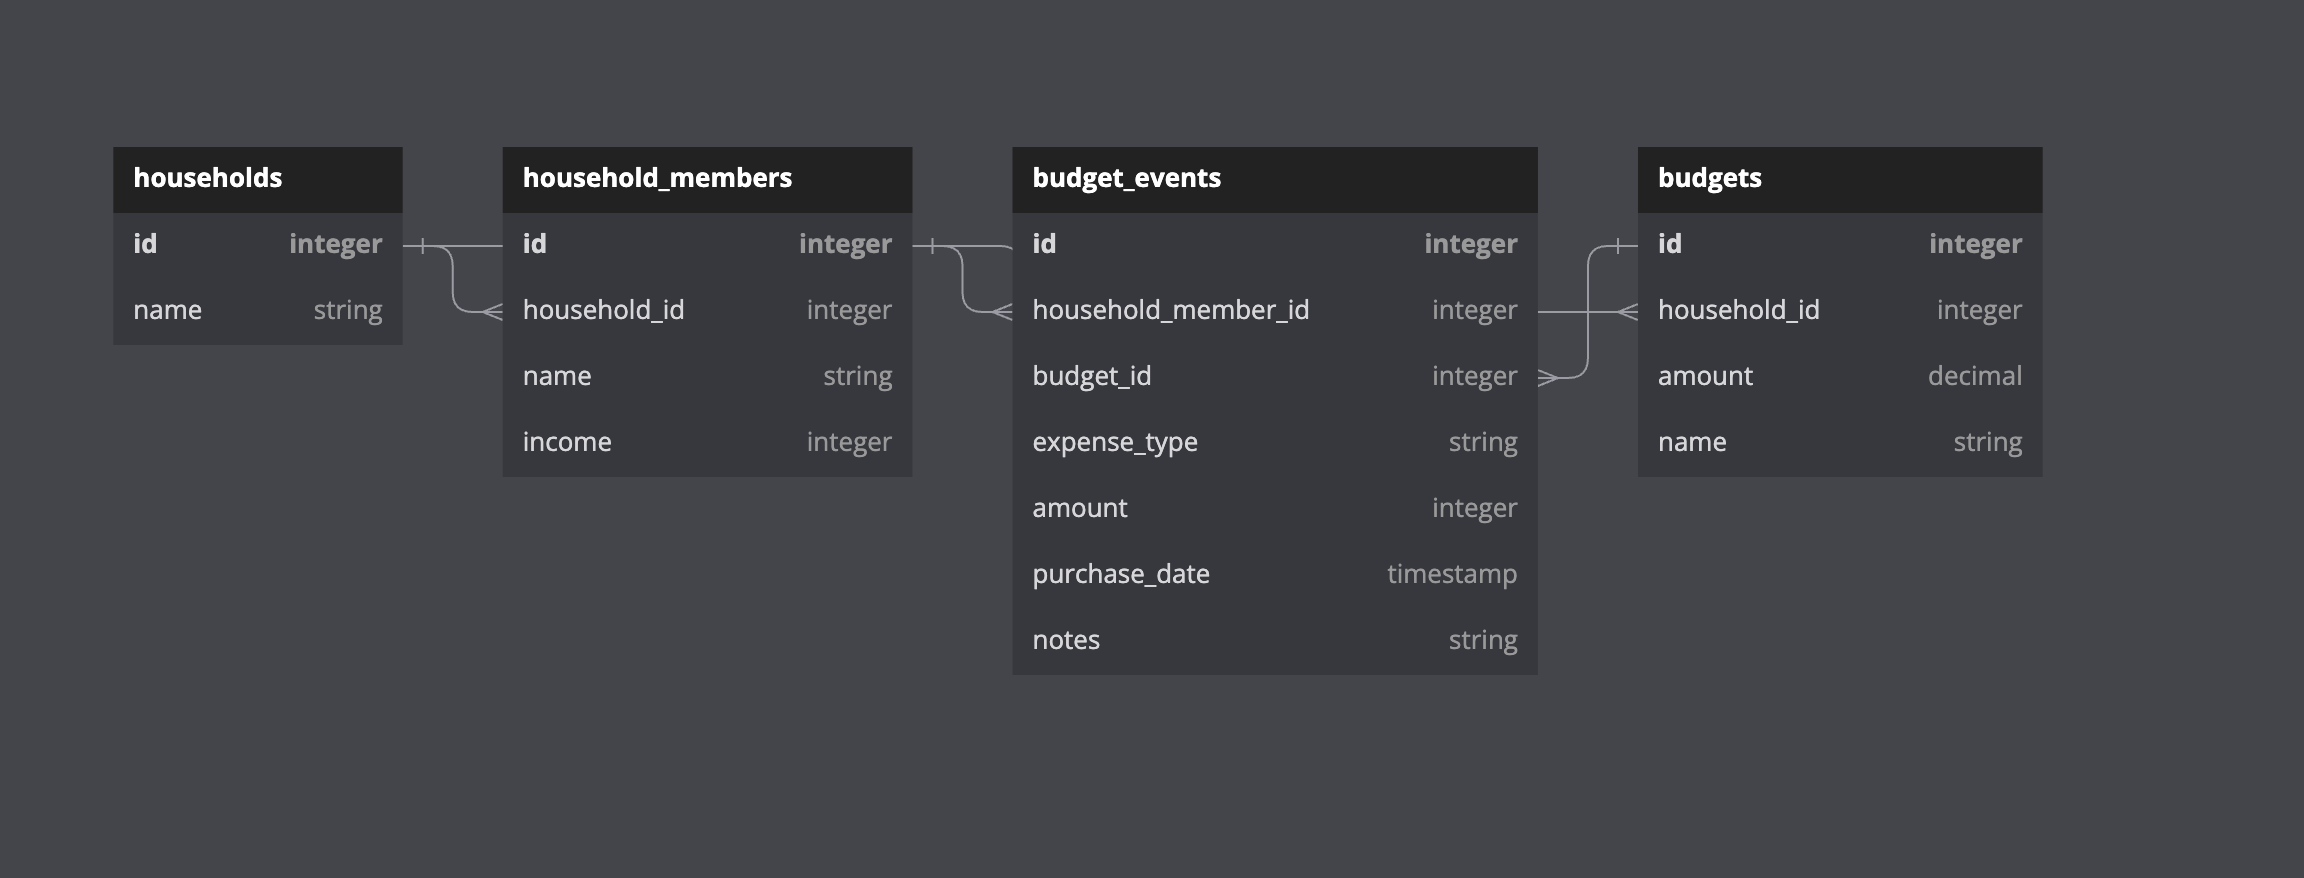 households
id integer
name string
household_members
id integer
household_id integer
name string
income integer
budget_events
id integer
household_member_id integer
budget_id integer
expense_type string
amount integer
purchase_date timestamp
notes string
budgets
id integer
household_id integer
amount decimal
name string